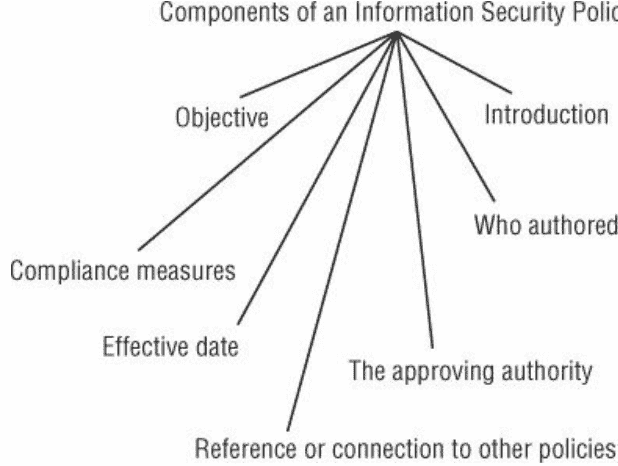 Components of an Information Security Polic
Objective
Introduction
Who authored
Compliance measures
Effective date
The approving authority
Reference or connection to other policies